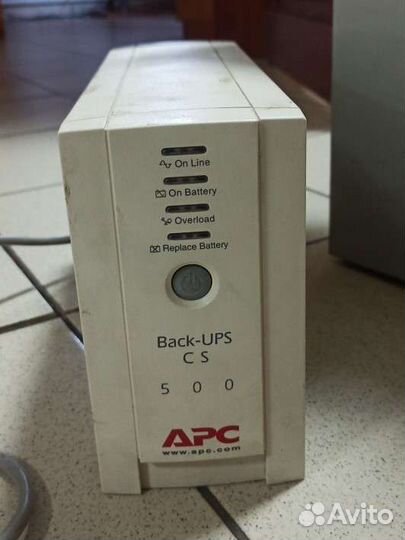 On Line
On Battery
Overload
Replace Battery
Back-UPS
CS
500
APC
www.apc.com
Avito